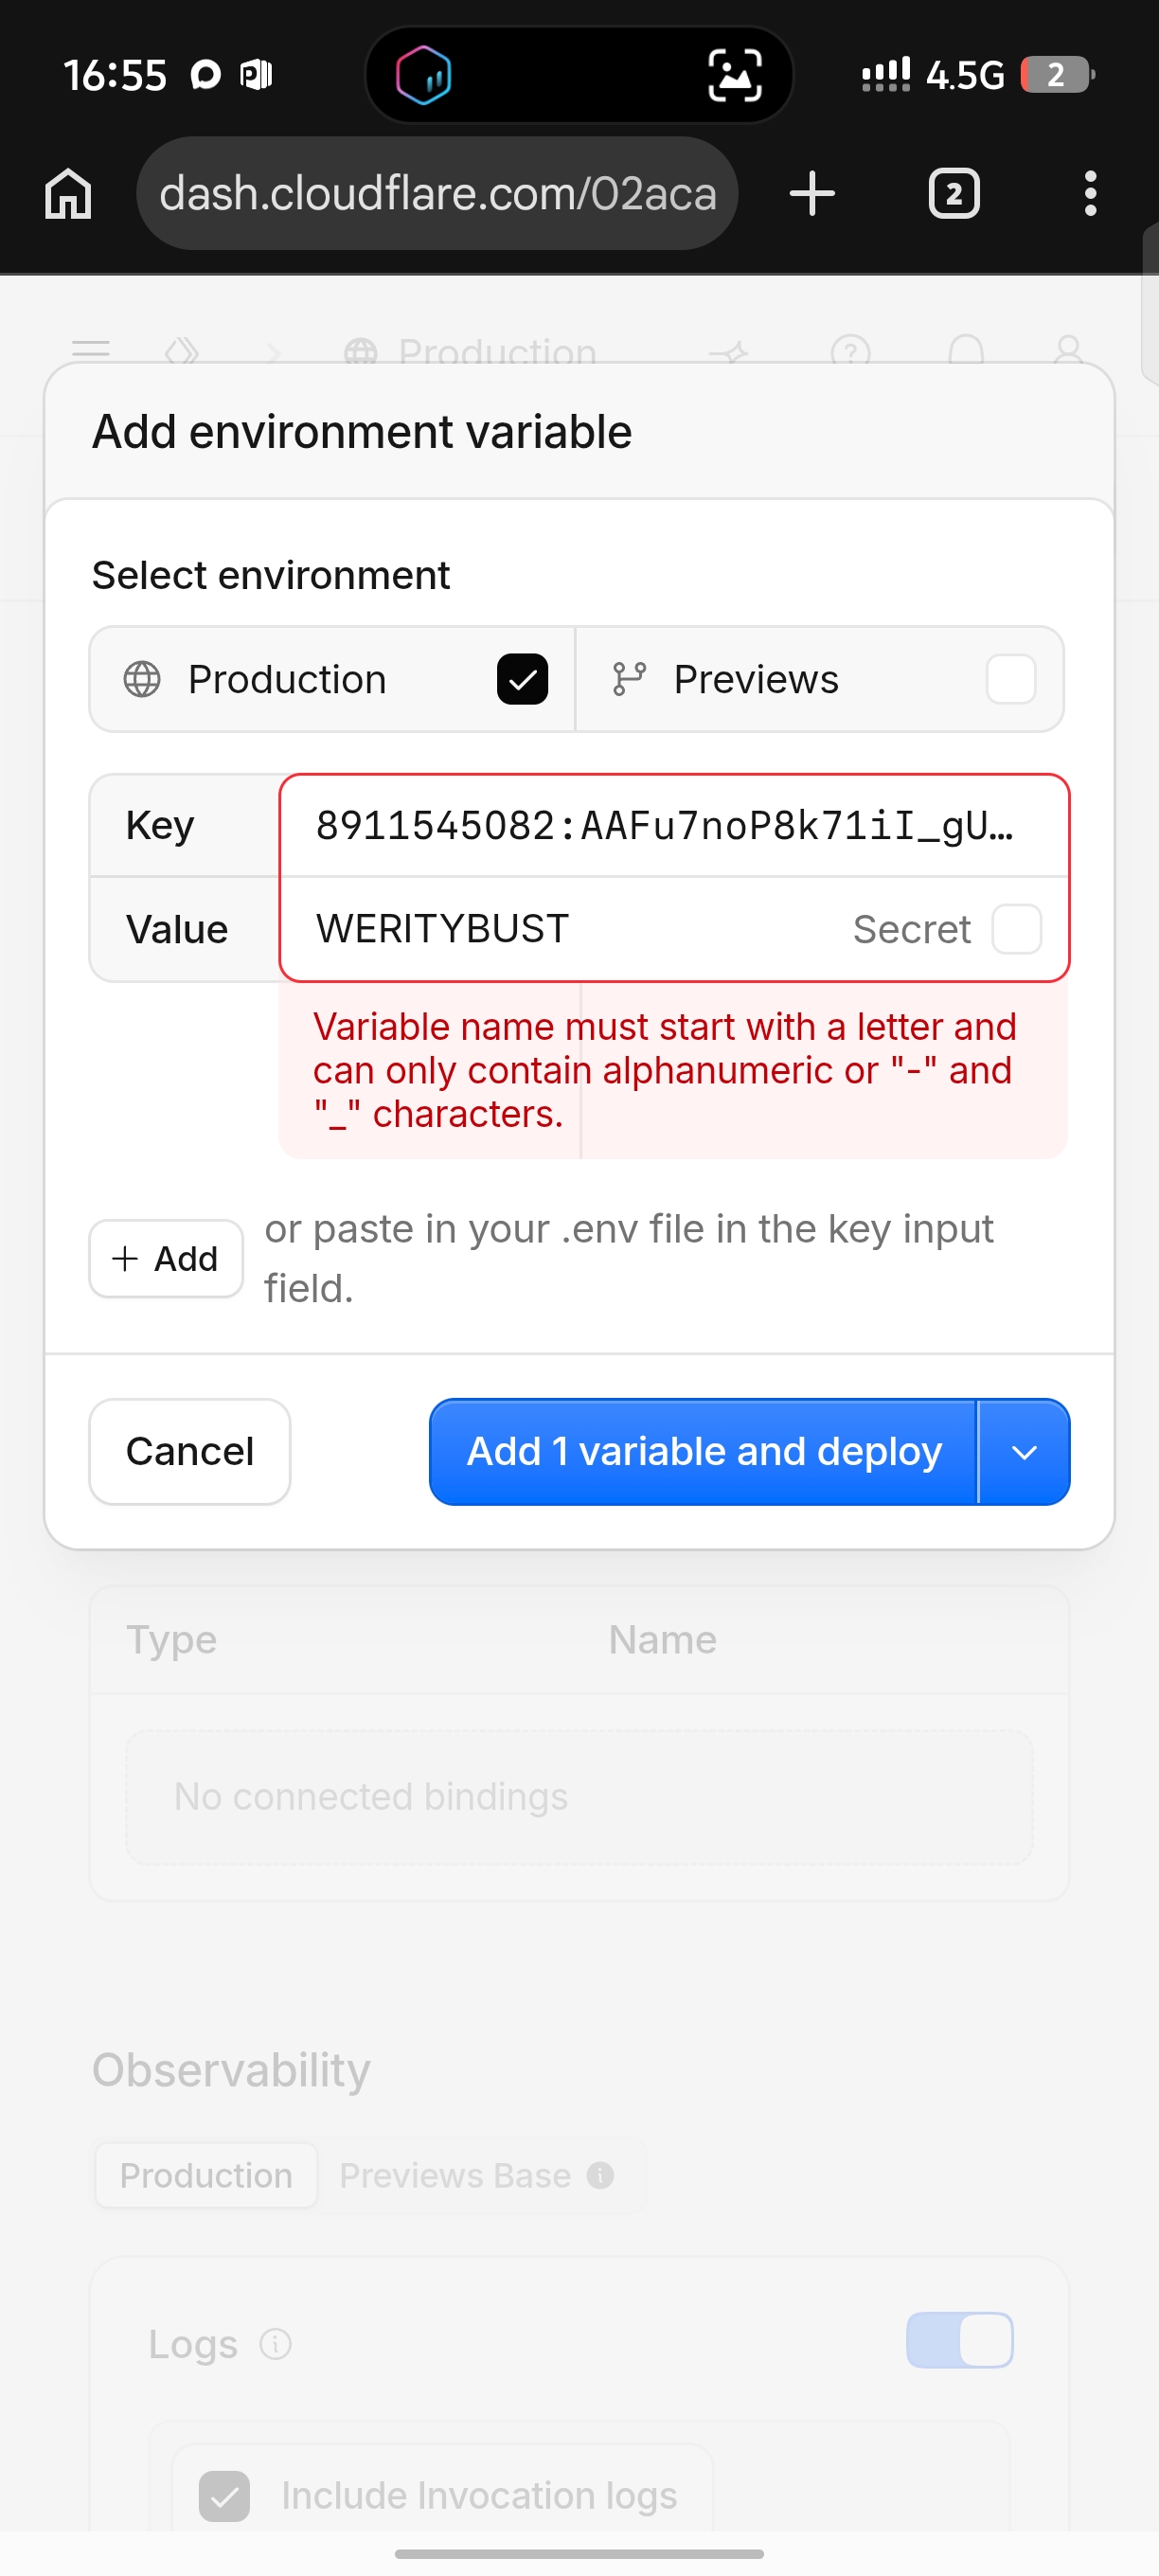 16:55
4.5G
2
dash.cloudflare.com/02aca
2
Production
Add environment variable
Select environment
Production
Previews
Key
8911545082:AAFu7noP8k71iI_gU…
Value
WERITYBUST
Secret
Variable name must start with a letter and
can only contain alphanumeric or "-" and
"_" characters.
Add
or paste in your .env file in the key input
field.
Cancel
Add 1 variable and deploy
Type
Name
No connected bindings
Observability
Production
Previews Base
Logs
Include Invocation logs